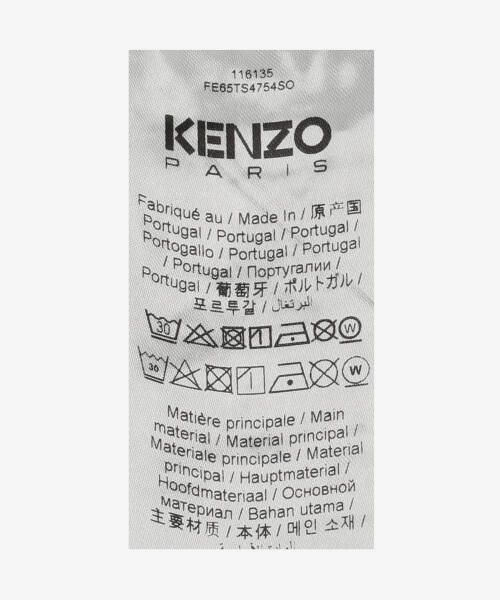 116135
FE65TS4754SO
KENZO
PARIS
Fabriqué au / Made In / 原产国
Portugal / Portugal / Portugal /
Portogallo / Portugal / Portugal
/ Portugal / Португалии /
Portugal / 葡萄牙 / ポルトガル /
포르투갈 / البرتغال
30 W
30 W
Matière principale / Main
material / Material principal /
Materiale principale / Material
principal / Hauptmaterial /
Hoofdmateriaal / Основной
материал / Bahan utama /
主要材质 / 本体 / 메인 소재 /